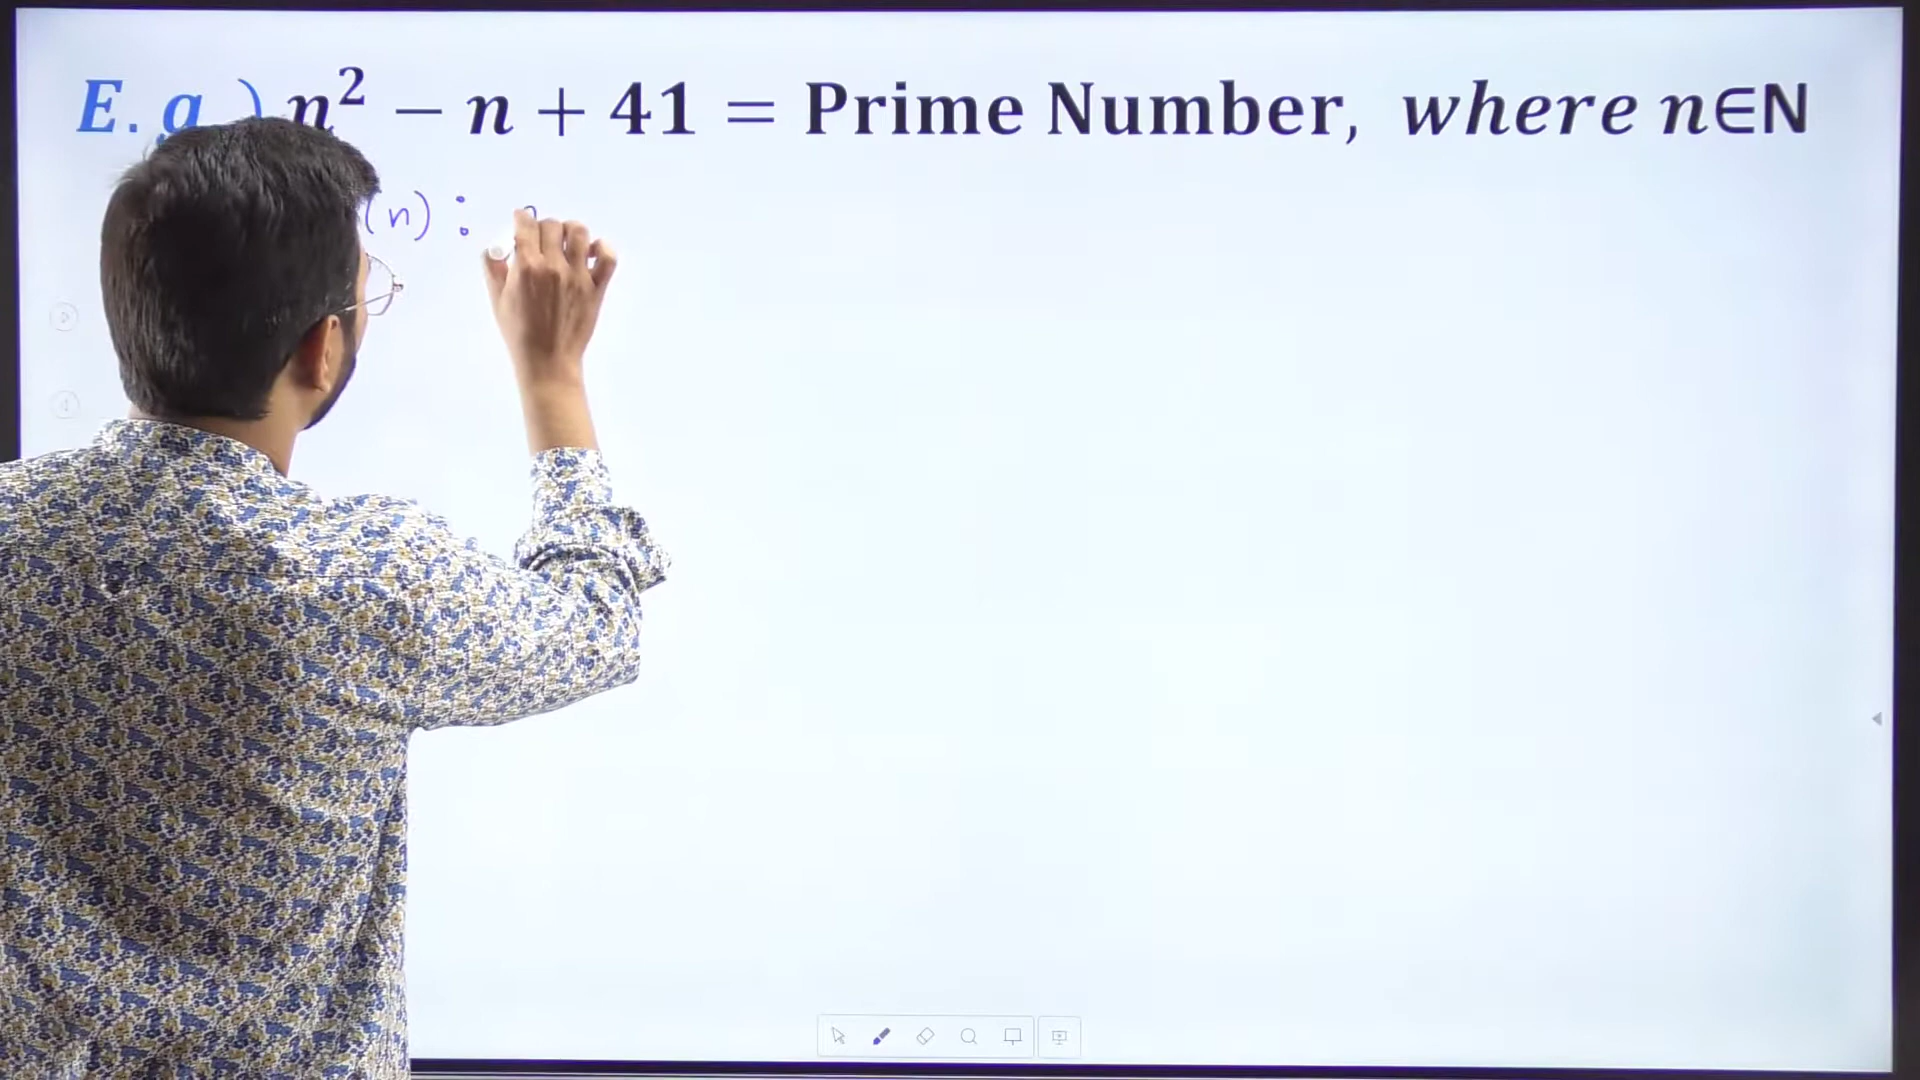 E.g.) n² − n + 41 = Prime Number, where n∈N
(n) :